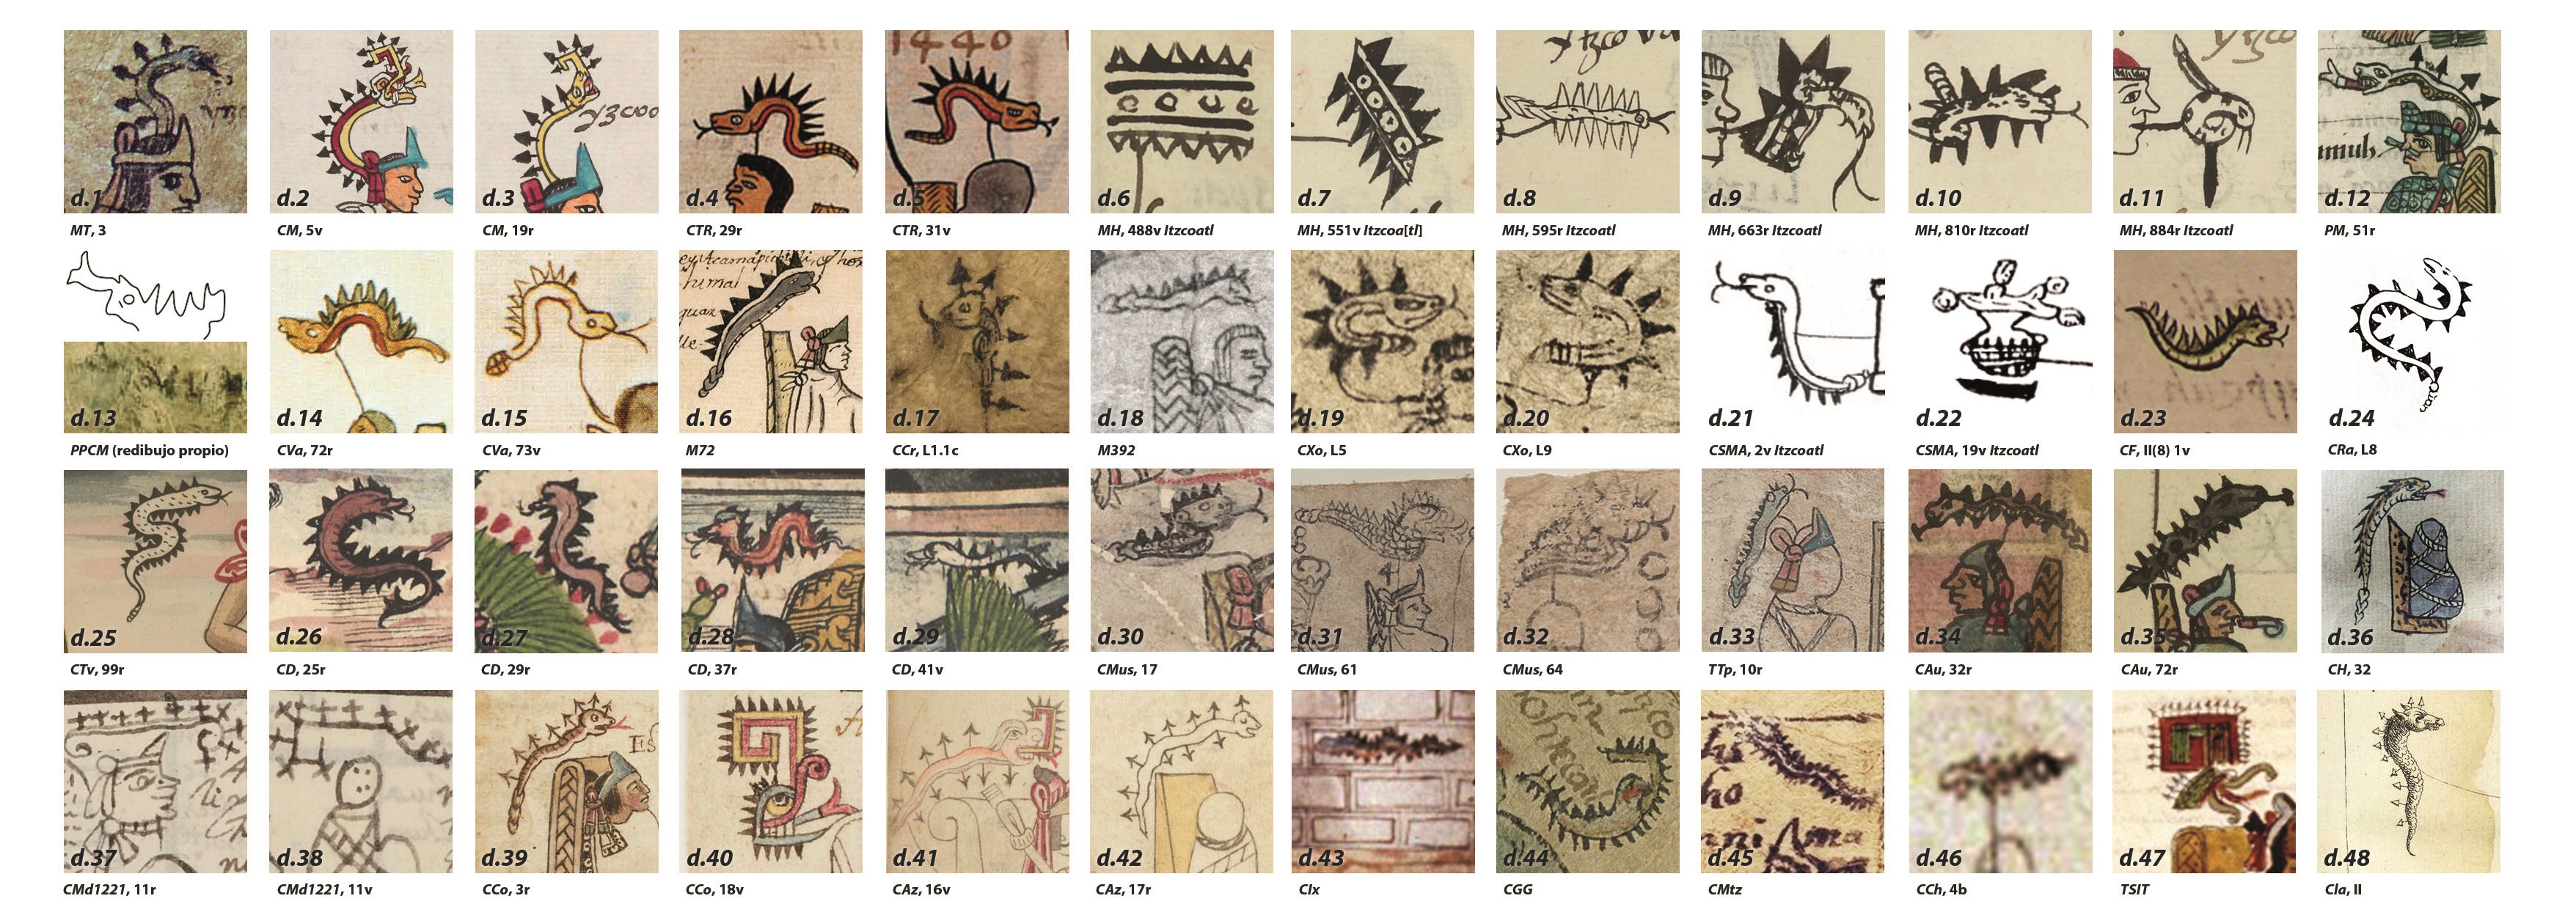 d.1 d.2 d.3 d.4 1440 d.5 d.6 d.7 d.8 d.9 d.10 d.11 d.12
MT, 3 CM, 5v CM, 19r CTR, 29r CTR, 31v MH, 488v Itzcoatl MH, 551v Itzcoa[tl] MH, 595r Itzcoatl MH, 663r Itzcoatl MH, 810r Itzcoatl MH, 884r Itzcoatl PM, 51r
d.13 d.14 d.15 d.16 d.17 d.18 d.19 d.20 d.21 d.22 d.23 d.24
PPCM (redibujo propio) CVa, 72r CVa, 73v M72 CCr, L1.1c M392 CXo, L5 CXo, L9 CSMA, 2v Itzcoatl CSMA, 19v Itzcoatl CF, II(8) 1v CRa, L8
d.25 d.26 d.27 d.28 d.29 d.30 d.31 d.32 d.33 d.34 d.35 d.36
CTv, 99r CD, 25r CD, 29r CD, 37r CD, 41v CMus, 17 CMus, 61 CMus, 64 TTp, 10r CAu, 32r CAu, 72r CH, 32
d.37 d.38 d.39 d.40 d.41 d.42 d.43 d.44 d.45 d.46 d.47 d.48
CMd1221, 11r CMd1221, 11v CCo, 3r CCo, 18v CAz, 16v CAz, 17r CIx CGG CMtz CCh, 4b TSIT Cla, II